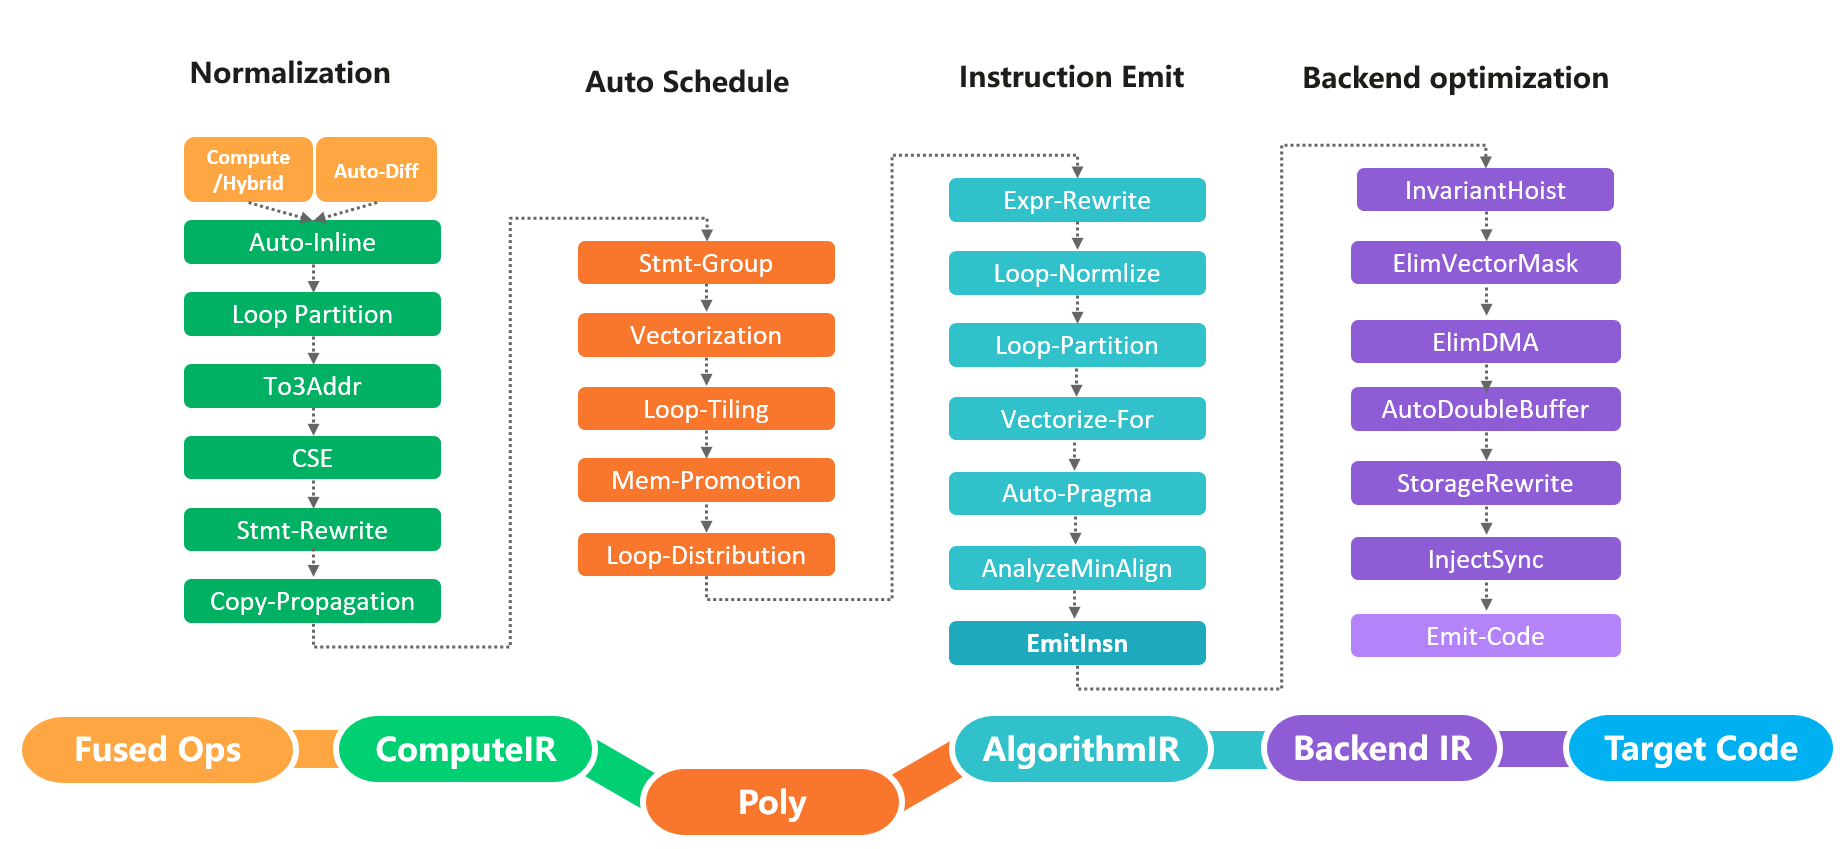 Normalization
Compute
/Hybrid
Auto-Diff
Auto-Inline
Loop Partition
To3Addr
CSE
Stmt-Rewrite
Copy-Propagation
Auto Schedule
Stmt-Group
Vectorization
Loop-Tiling
Mem-Promotion
Loop-Distribution
Instruction Emit
Expr-Rewrite
Loop-Normlize
Loop-Partition
Vectorize-For
Auto-Pragma
AnalyzeMinAlign
EmitInsn
Backend optimization
InvariantHoist
ElimVectorMask
ElimDMA
AutoDoubleBuffer
StorageRewrite
InjectSync
Emit-Code
Fused Ops
ComputeIR
Poly
AlgorithmIR
Backend IR
Target Code